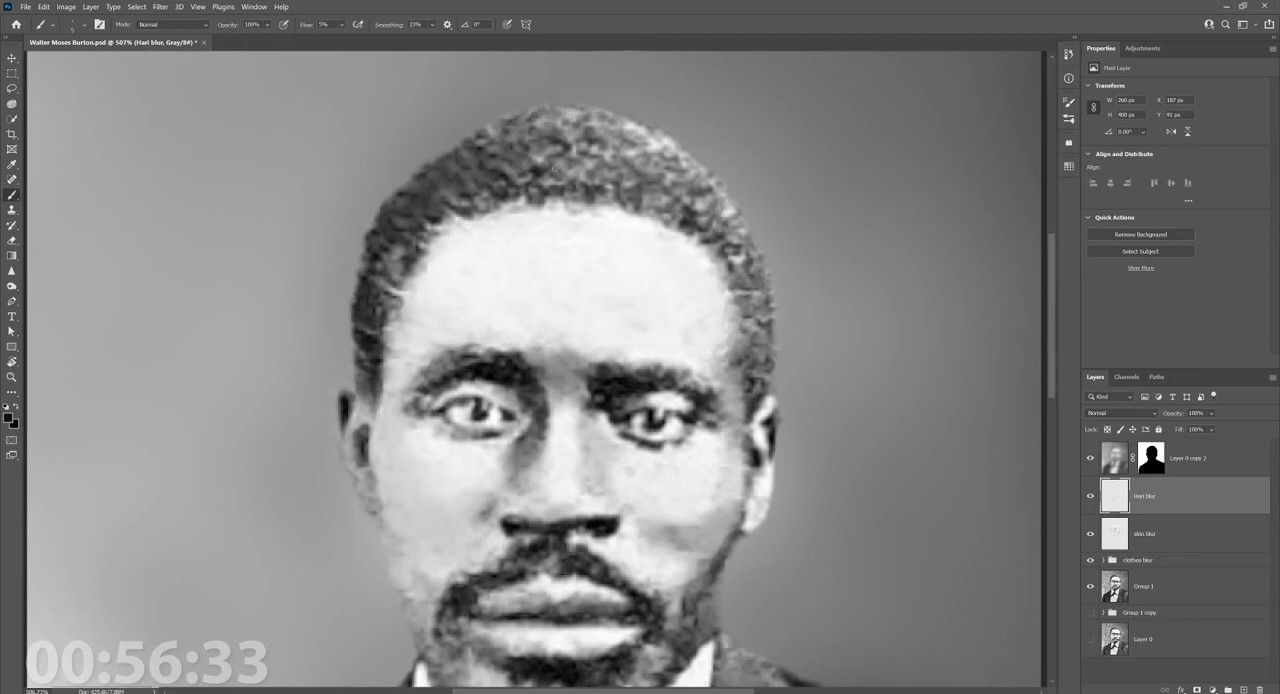 File Edit Image Layer Type Select Filter 3D View Plugins Window Help
Mode: Normal Opacity: 100% Flow: 5% Smoothing: 23% 0°
Walter Moses Burton.psd @ 507% (Hari blur, Gray/8#) * ×
Properties Adjustments
Pixel Layer
Transform
W 260 px X 187 px
H 400 px Y 91 px
0.00°
Align and Distribute
Align:
Quick Actions
Remove Background
Select Subject
View More
Layers Channels Paths
Kind
Normal Opacity: 100%
Lock: Fill: 100%
Layer 0 copy 2
Hari blur
skin blur
clothes blur
Group 1
Group 1 copy
Layer 0
00:56:33